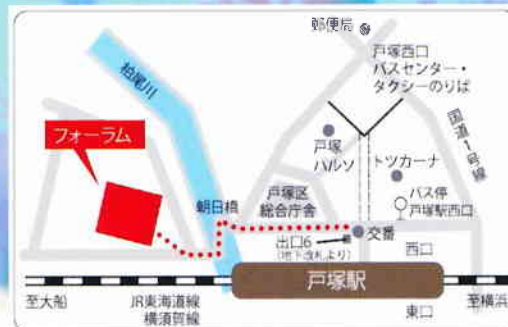 郵便局
戸塚西口
バスセンター・
タクシーのりば
柏尾川
国道1号線
フォーラム
戸塚
パルソ
トツカーナ
戸塚区
総合庁舎
バス停
戸塚駅西口
朝日橋
交番
出口6
(地下改札より)
西口
戸塚駅
至大船
JR東海道線
横須賀線
至横浜
東口